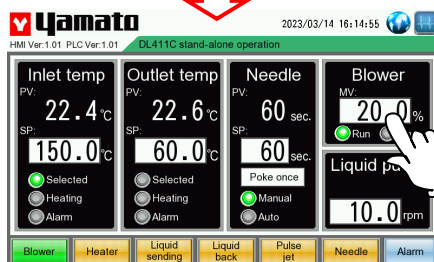 Yamato
2023/03/14 16:14:55
HMI Ver:1.01 PLC Ver:1.01
DL411C stand-alone operation
Inlet temp
PV:
22.4℃
SP:
150.0℃
Selected
Heating
Alarm
Outlet temp
PV:
22.6℃
SP:
60.0℃
Selected
Heating
Alarm
Needle
PV:
60 sec.
SP:
60 sec.
Poke once
Manual
Auto
Blower
MV:
20.0 %
Run
Liquid
10.0 rpm
Blower
Heater
Liquid
sending
Liquid
back
Pulse
jet
Needle
Alarm